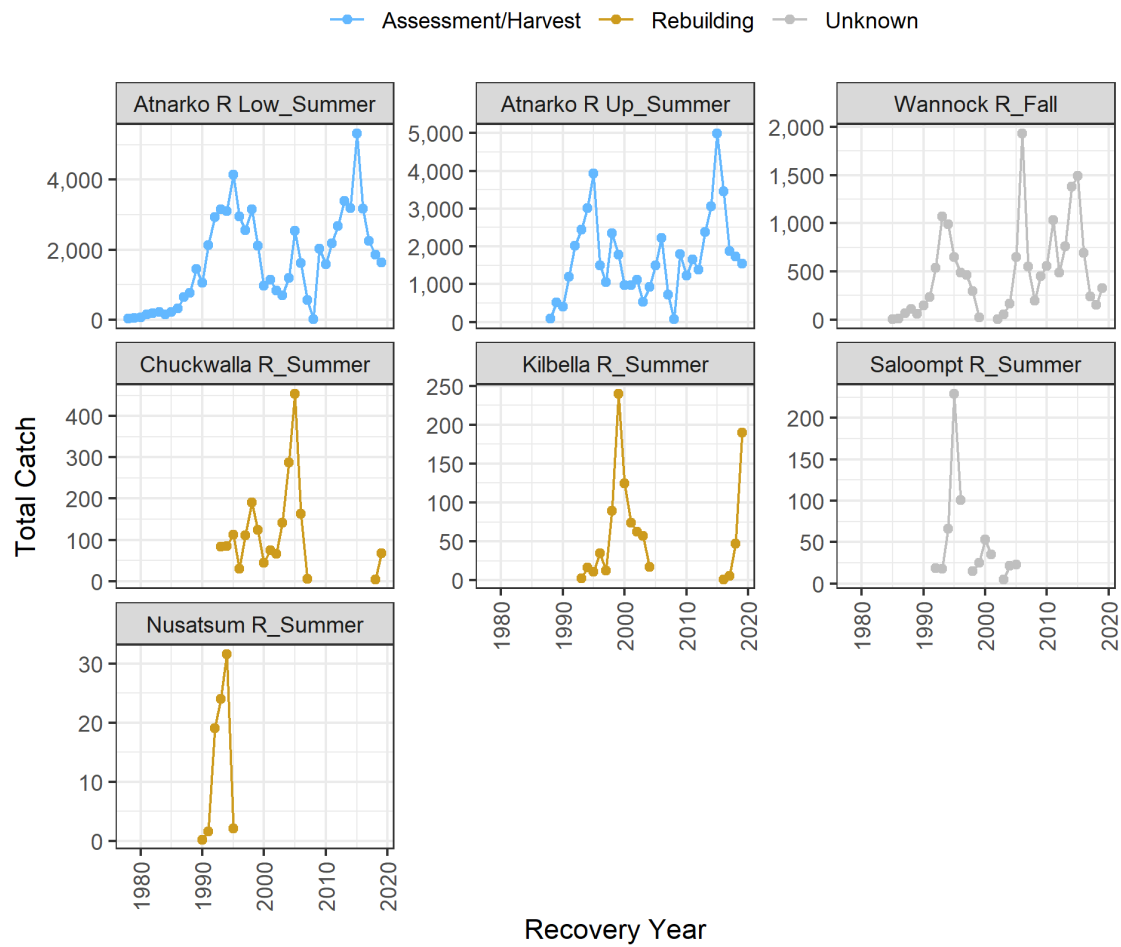 Assessment/Harvest Rebuilding Unknown
Atnarko R Low_Summer
4,000
2,000
0
Atnarko R Up_Summer
5,000
4,000
3,000
2,000
1,000
0
Wannock R_Fall
2,000
1,500
1,000
500
0
Chuckwalla R_Summer
400
300
200
100
0
Kilbella R_Summer
250
200
150
100
50
0
1980 1990 2000 2010 2020
Saloompt R_Summer
200
150
100
50
0
1980 1990 2000 2010 2020
Nusatsum R_Summer
30
20
10
0
1980 1990 2000 2010 2020
Total Catch
Recovery Year